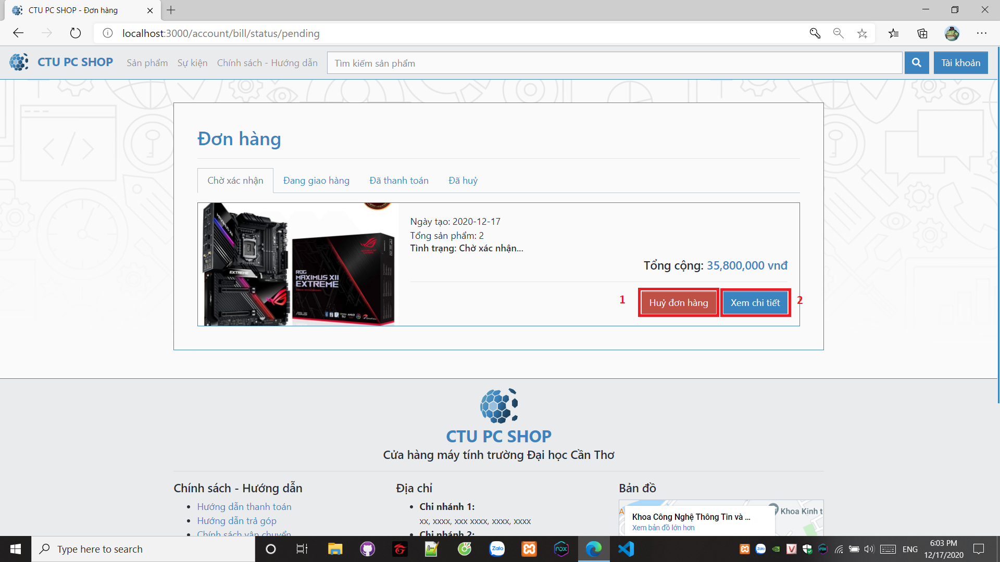 CTU PC SHOP - Đơn hàng
localhost:3000/account/bill/status/pending
CTU PC SHOP
Sản phẩm
Sự kiện
Chính sách - Hướng dẫn
Tìm kiếm sản phẩm
Tài khoản
Đơn hàng
Chờ xác nhận
Đang giao hàng
Đã thanh toán
Đã huỷ
EXTREME
ROG
MAXIMUS XII
EXTREME
ASUS
Ngày tạo: 2020-12-17
Tổng sản phẩm: 2
Tình trạng: Chờ xác nhận...
Tổng cộng: 35,800,000 vnđ
1
Huỷ đơn hàng
Xem chi tiết
2
CTU PC SHOP
Cửa hàng máy tính trường Đại học Cần Thơ
Chính sách - Hướng dẫn
Hướng dẫn thanh toán
Hướng dẫn trả góp
Chính sách vận chuyển
Địa chỉ
Chi nhánh 1:
xx, xxxx, xxx xxxx, xxxx, xxxx
Chi nhánh 2:
Bản đồ
Khoa Công Nghệ Thông Tin và ...
Xem bản đồ lớn hơn
Khoa Kinh t
Type here to search
Zalo
nox
ENG
6:03 PM
12/17/2020